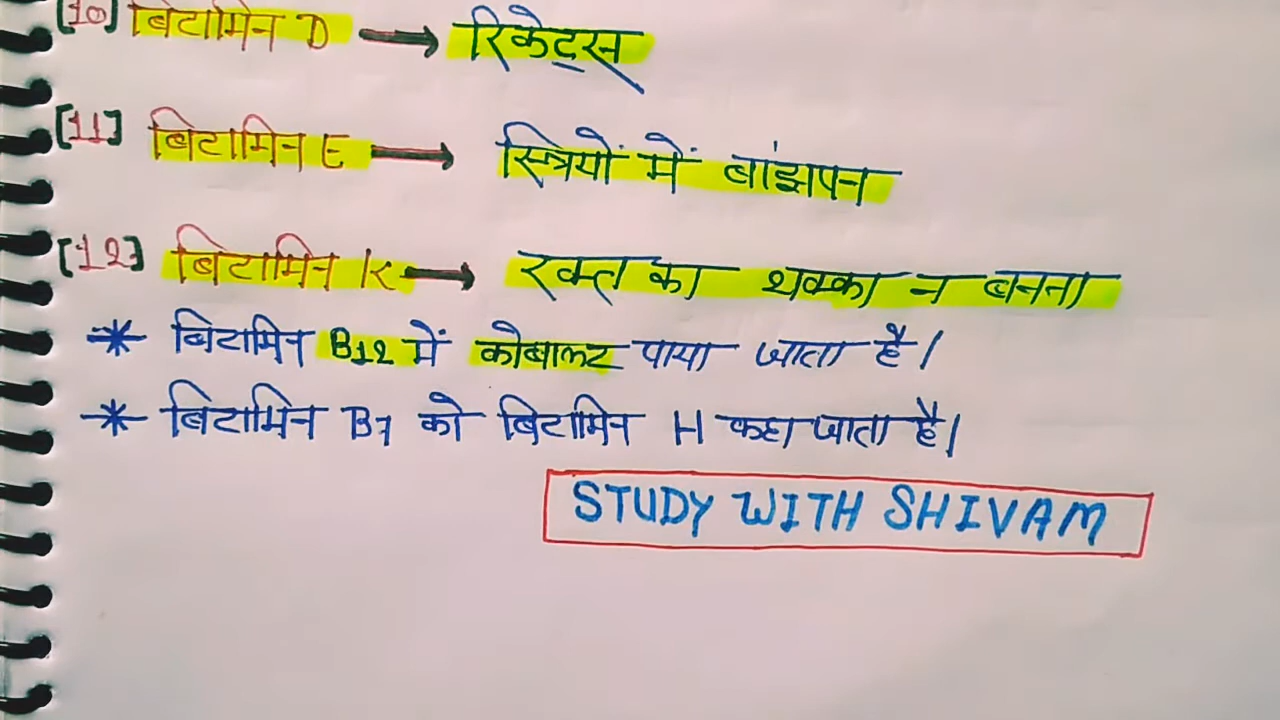 [10] बिटामिन D → रिकेट्स
[11] बिटामिन E → स्त्रियों में बांझपन
[12] बिटामिन K → रक्त का थक्का न बनना
* बिटामिन B12 में कोबाल्ट पाया जाता है।
* बिटामिन B7 को बिटामिन H कहा जाता है।
STUDY WITH SHIVAM